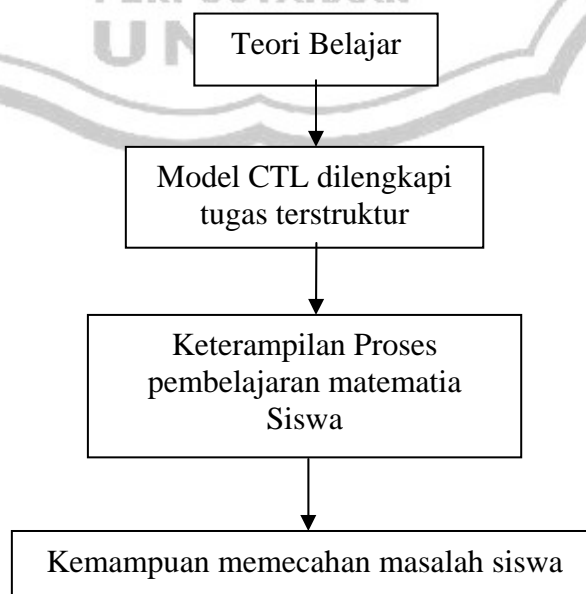 Teori Belajar
Model CTL dilengkapi
tugas terstruktur
Keterampilan Proses
pembelajaran matematia
Siswa
Kemampuan memecahan masalah siswa